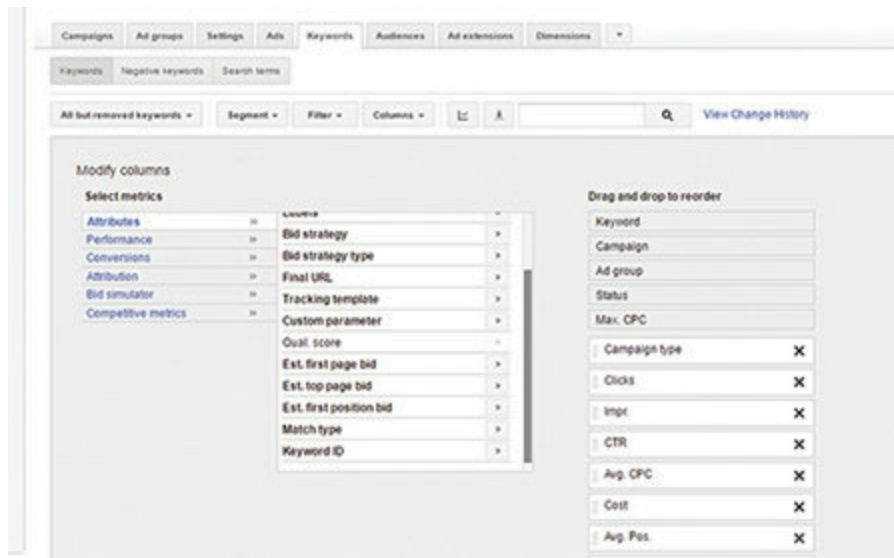 Campaigns Ad groups Settings Ads Keywords Audiences Ad extensions Dimensions
Keywords Negative keywords Search terms
All but removed keywords Segment Filter Columns View Change History
Modify columns
Select metrics
Attributes »
Performance »
Conversions »
Attribution »
Bid simulator »
Competitive metrics »
Labels
Bid strategy »
Bid strategy type »
Final URL »
Tracking template »
Custom parameter »
Qual. score »
Est. first page bid »
Est. top page bid »
Est. first position bid »
Match type »
Keyword ID »
Drag and drop to reorder
Keyword
Campaign
Ad group
Status
Max. CPC
Campaign type
Clicks
Impr.
CTR
Avg. CPC
Cost
Avg. Pos.